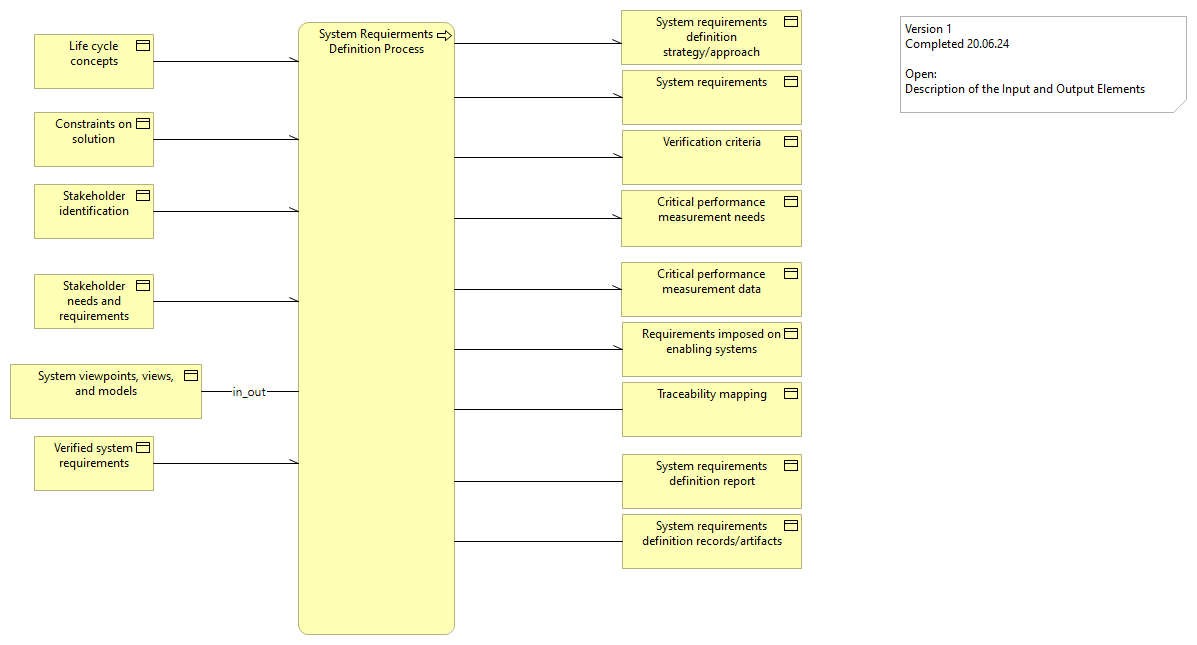 Life cycle
concepts
Constraints on
solution
Stakeholder
identification
Stakeholder
needs and
requirements
System viewpoints, views,
and models
in_out
Verified system
requirements
System Requierments
Definition Process
System requirements
definition
strategy/approach
System requirements
Verification criteria
Critical performance
measurement needs
Critical performance
measurement data
Requirements imposed on
enabling systems
Traceability mapping
System requirements
definition report
System requirements
definition records/artifacts
Version 1
Completed 20.06.24
Open:
Description of the Input and Output Elements